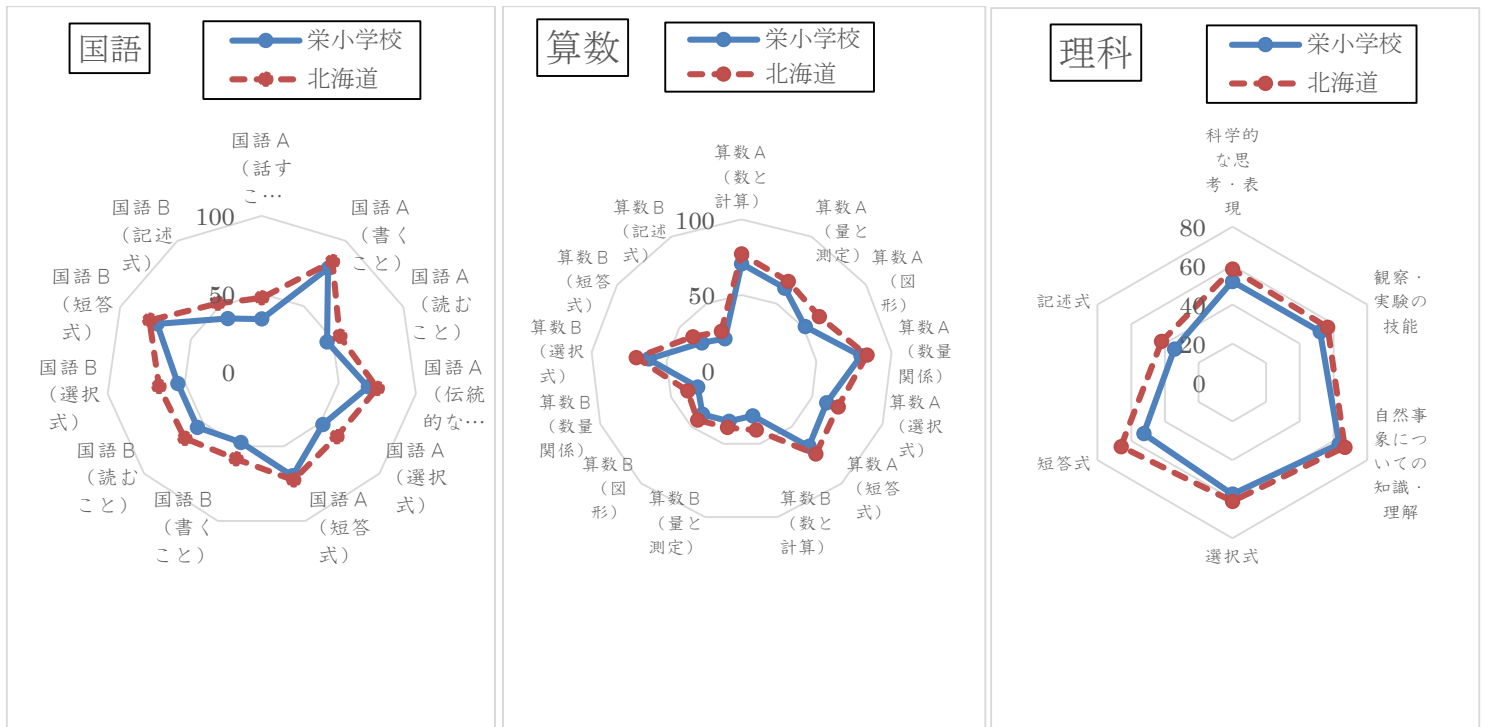 国語
栄小学校
北海道
国語A
（話す
こ…
国語A
（書く
こと）
国語A
（読む
こと）
国語A
（伝統
的な…
国語A
（選択
式）
国語A
（短答
式）
国語B
（書く
こと）
国語B
（読む
こと）
国語B
（選択
式）
国語B
（短答
式）
国語B
（記述
式）
100
50
0
算数
栄小学校
北海道
算数A
（数と
計算）
算数A
（量と
測定）
算数A
（図
形）
算数A
（数量
関係）
算数A
（選択
式）
算数A
（短答
式）
算数B
（数と
計算）
算数B
（量と
測定）
算数B
（図
形）
算数B
（数量
関係）
算数B
（選択
式）
算数B
（短答
式）
算数B
（記述
式）
100
50
0
理科
栄小学校
北海道
科学的
な思
考・表
現
観察・
実験の
技能
自然事
象につ
いての
知識・
理解
選択式
短答式
記述式
80
60
40
20
0